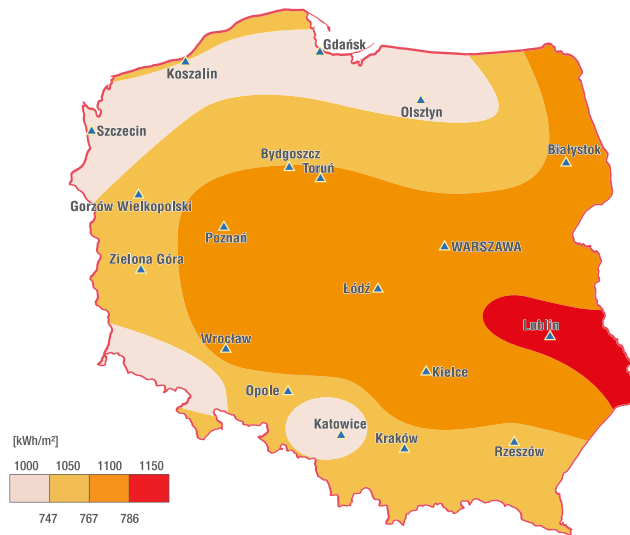 Gdańsk
Koszalin
Olsztyn
Szczecin
Białystok
Bydgoszcz
Toruń
Gorzów Wielkopolski
Poznań
WARSZAWA
Zielona Góra
Łódź
Lublin
Wrocław
Kielce
Opole
Katowice
Kraków
Rzeszów
[kWh/m²]
1000 1050 1100 1150
747 767 786